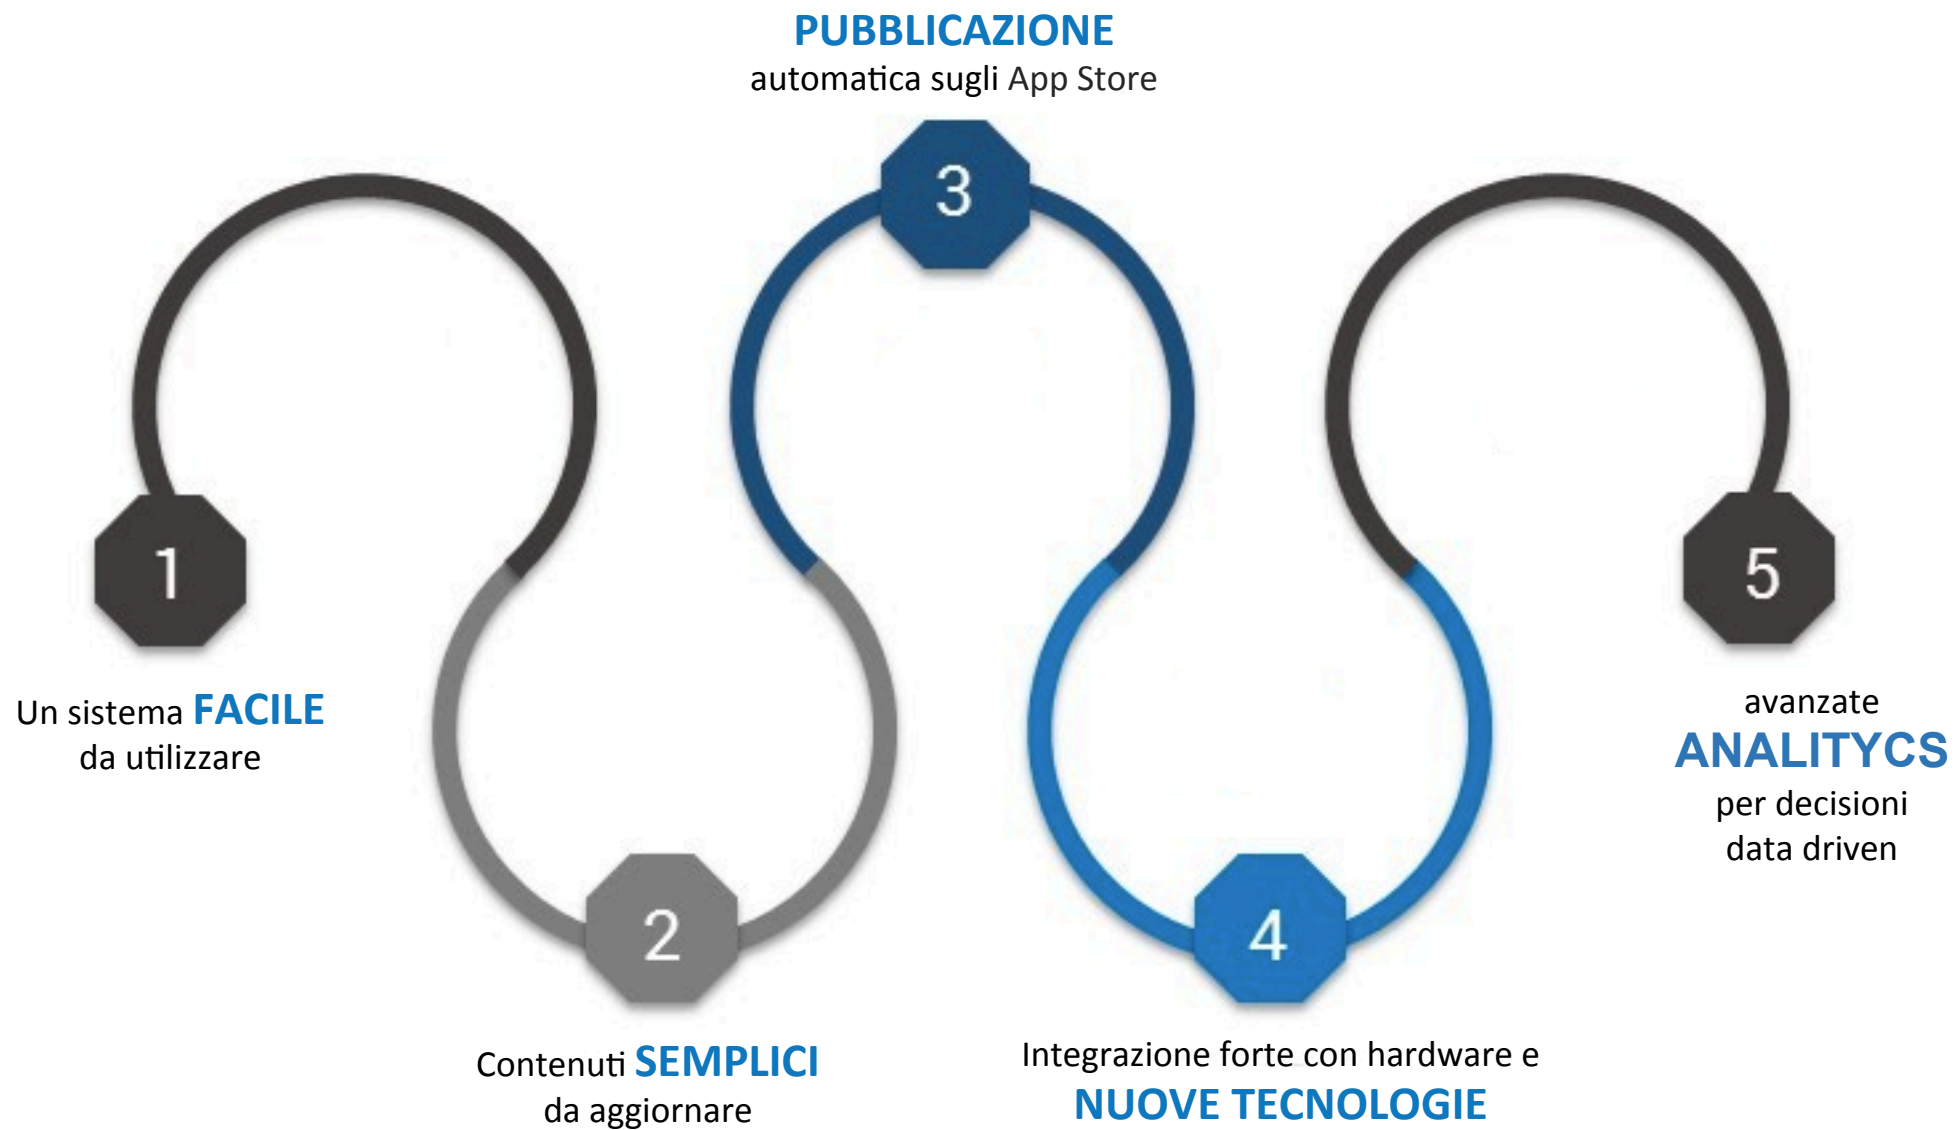 PUBBLICAZIONE
automatica sugli App Store
3
1
5
Un sistema FACILE
da utilizzare
avanzate
ANALITYCS
per decisioni
data driven
2
4
Contenuti SEMPLICI
da aggiornare
Integrazione forte con hardware e
NUOVE TECNOLOGIE